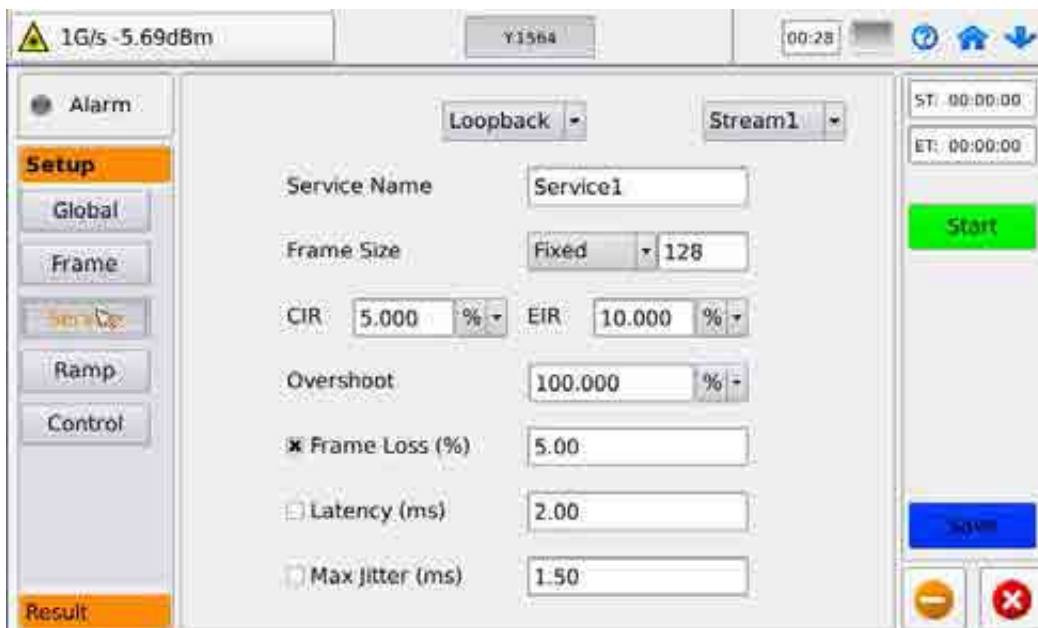 1G/s -5.69dBm Y1564 00:28
Alarm
Loopback Stream1
ST: 00:00:00
ET: 00:00:00
Setup
Global
Frame
Service
Ramp
Control
Result
Service Name Service1
Frame Size Fixed 128
CIR 5.000 % EIR 10.000 %
Overshoot 100.000 %
Frame Loss (%) 5.00
Latency (ms) 2.00
Max Jitter (ms) 1.50
Start
Save